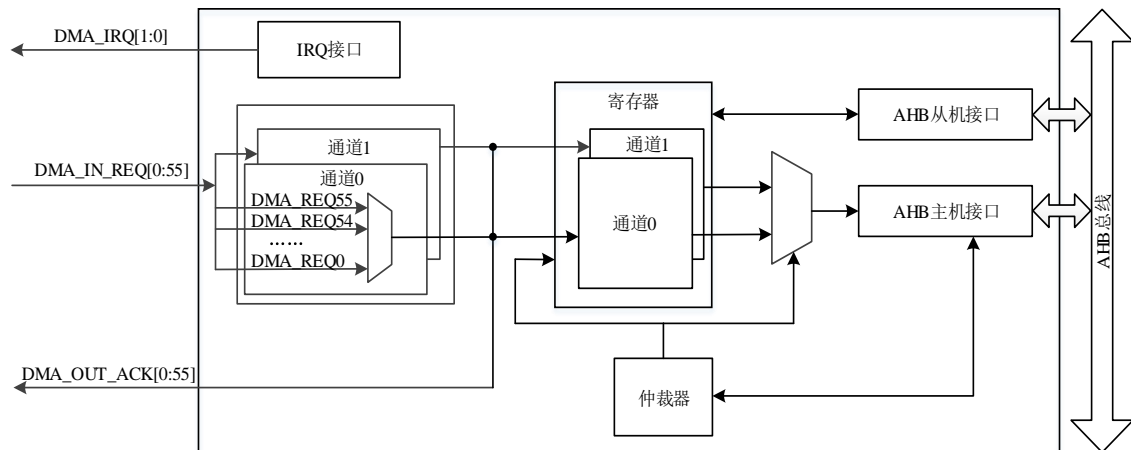 DMA_IRQ[1:0]
IRQ接口
寄存器
AHB从机接口
通道1
通道1
DMA_IN_REQ[0:55]
通道0
DMA_REQ55
DMA_REQ54
……
DMA_REQ0
通道0
AHB主机接口
AHB总线
DMA_OUT_ACK[0:55]
仲裁器